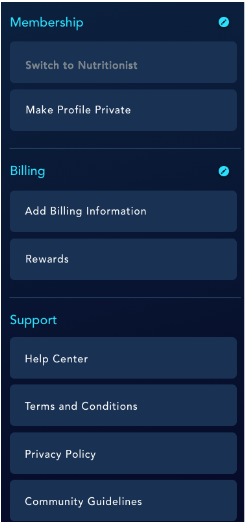 Membership
Switch to Nutritionist
Make Profile Private
Billing
Add Billing Information
Rewards
Support
Help Center
Terms and Conditions
Privacy Policy
Community Guidelines